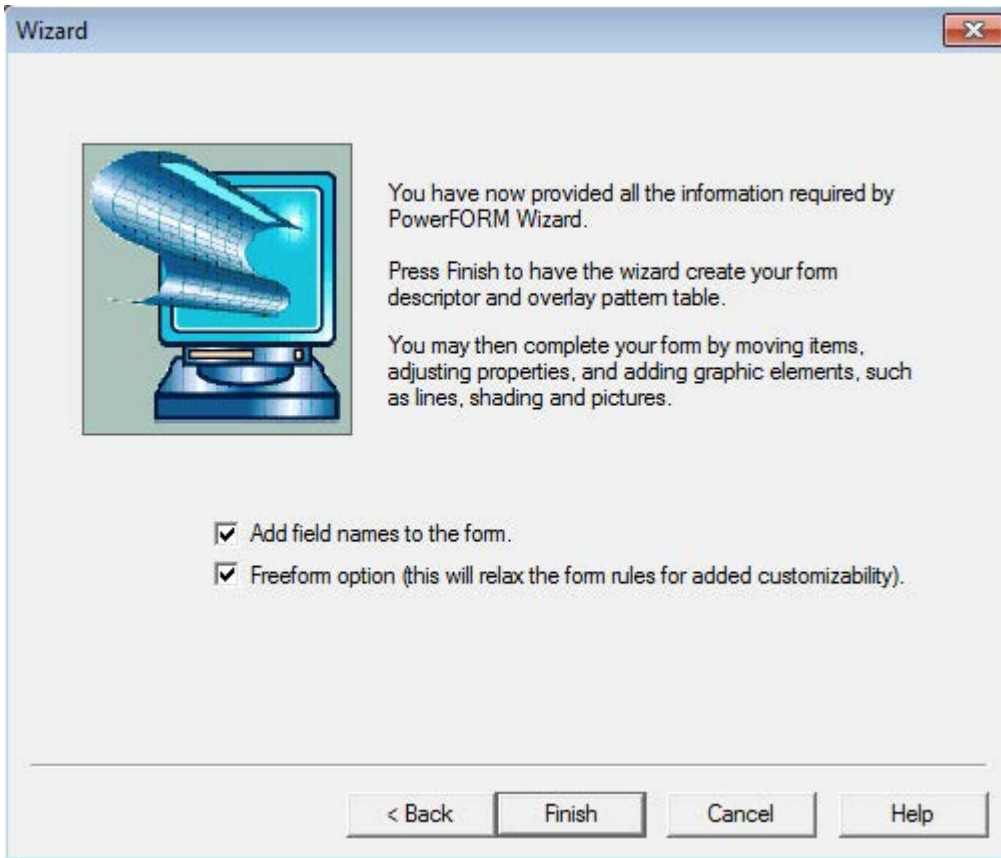 Wizard
You have now provided all the information required by
PowerFORM Wizard.
Press Finish to have the wizard create your form
descriptor and overlay pattern table.
You may then complete your form by moving items,
adjusting properties, and adding graphic elements, such
as lines, shading and pictures.
Add field names to the form.
Freeform option (this will relax the form rules for added customizability).
< Back
Finish
Cancel
Help